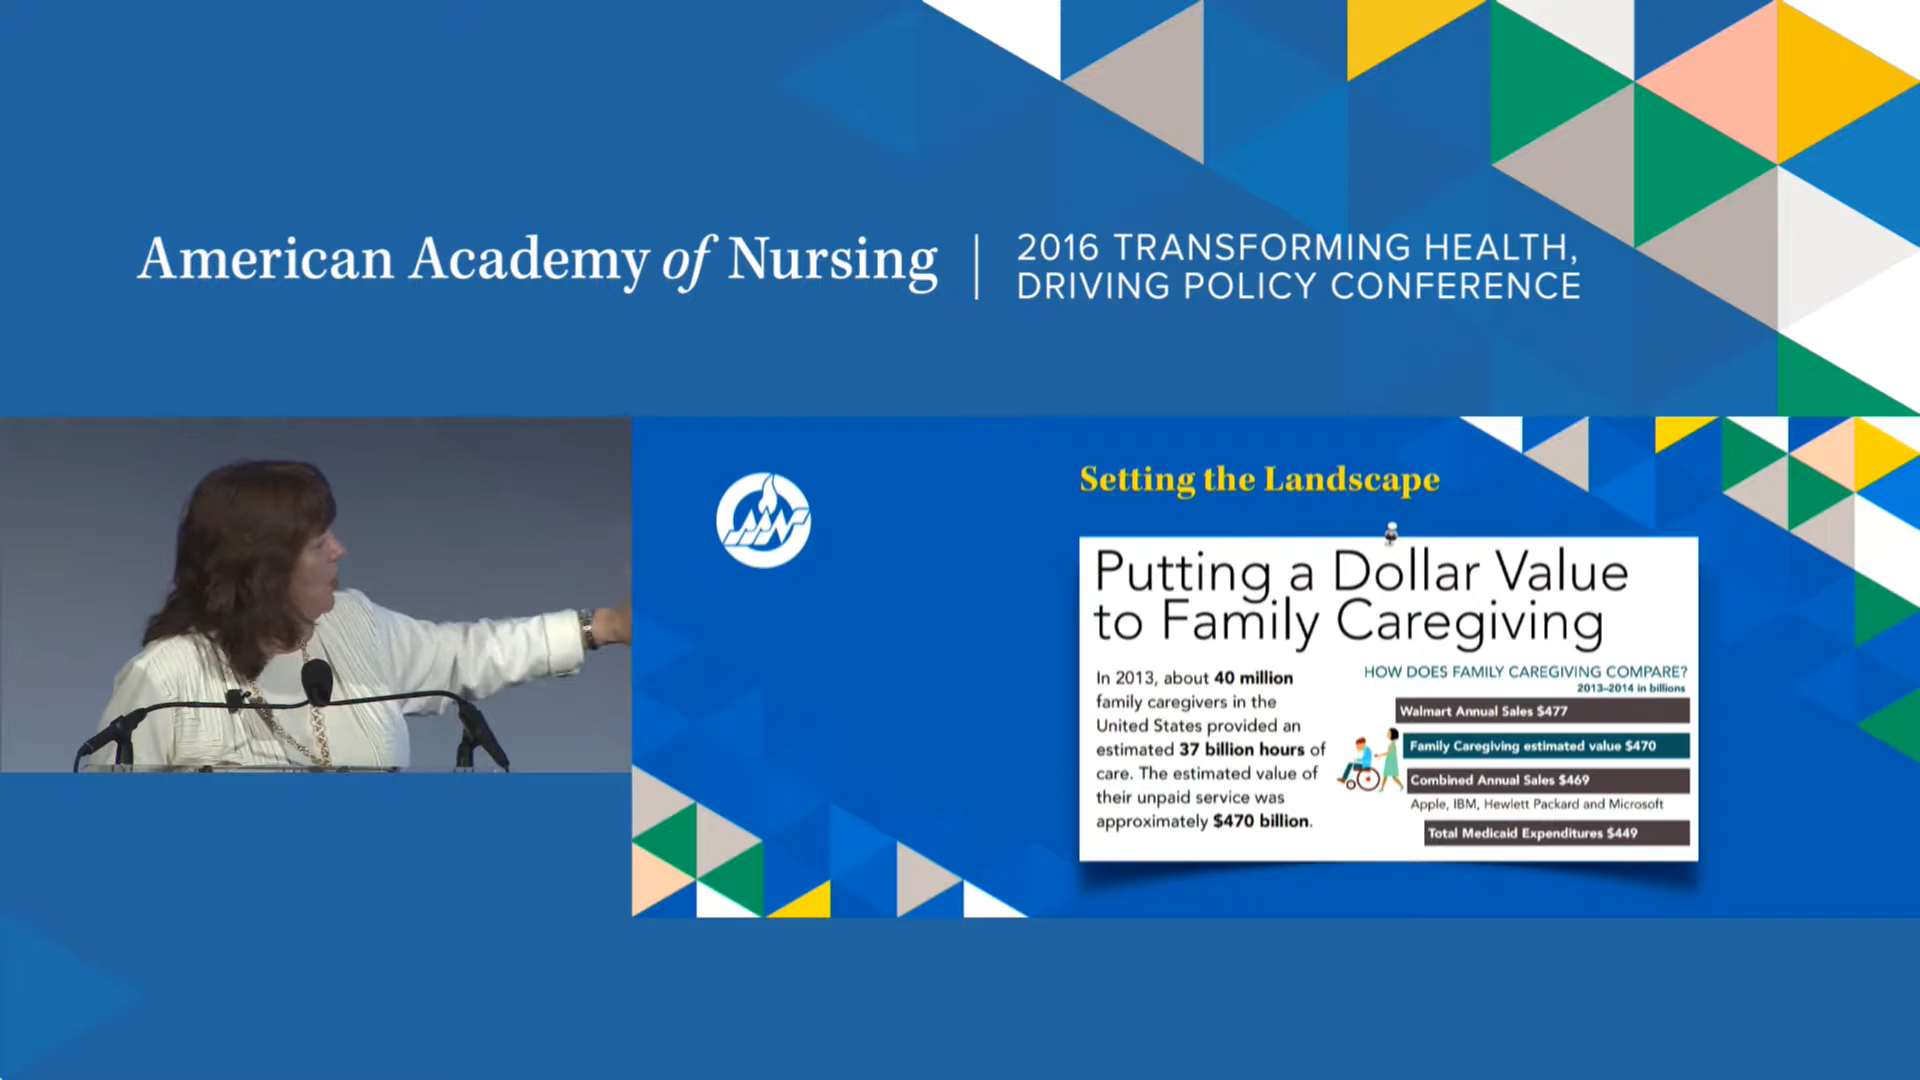 American Academy of Nursing
2016 TRANSFORMING HEALTH,
DRIVING POLICY CONFERENCE
Setting the Landscape
Putting a Dollar Value
to Family Caregiving
In 2013, about 40 million
family caregivers in the
United States provided an
estimated 37 billion hours of
care. The estimated value of
their unpaid service was
approximately $470 billion.
HOW DOES FAMILY CAREGIVING COMPARE?
2013–2014 in billions
Walmart Annual Sales $477
Family Caregiving estimated value $470
Combined Annual Sales $469
Apple, IBM, Hewlett Packard and Microsoft
Total Medicaid Expenditures $449